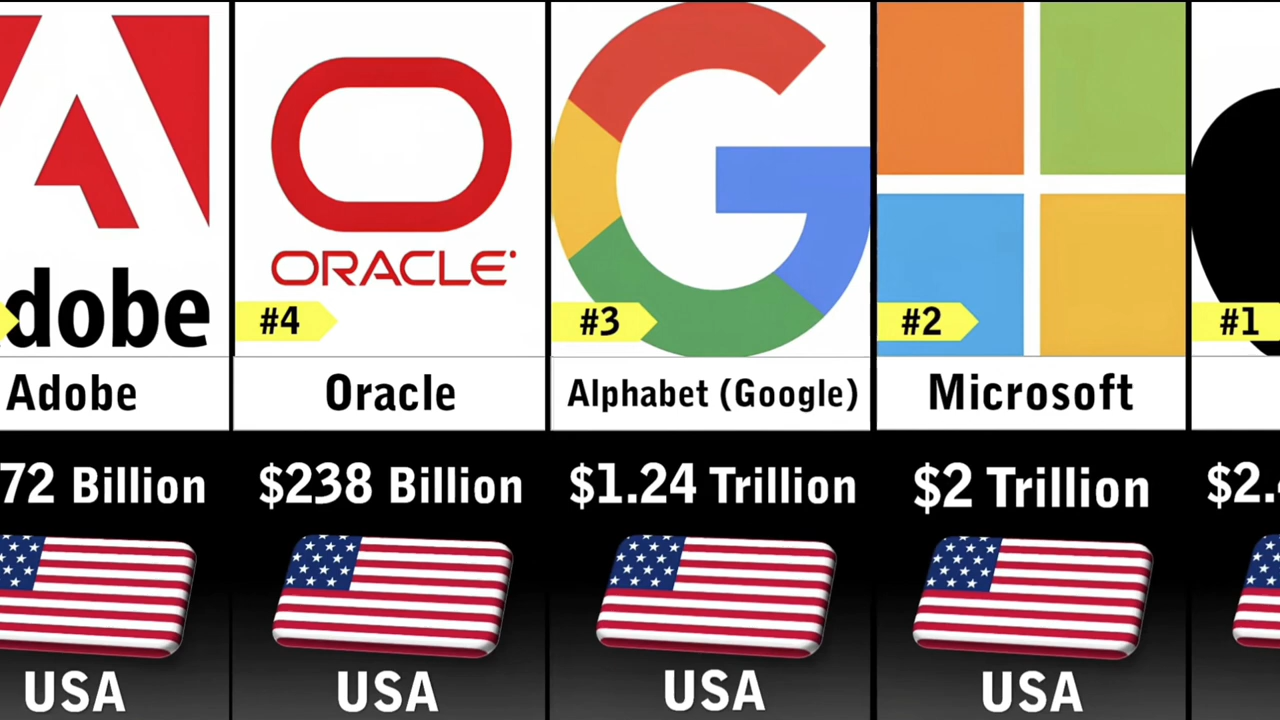 dobe
Adobe
72 Billion
USA
ORACLE
#4
Oracle
$238 Billion
USA
#3
Alphabet (Google)
$1.24 Trillion
USA
#2
Microsoft
$2 Trillion
USA
#1
$2.